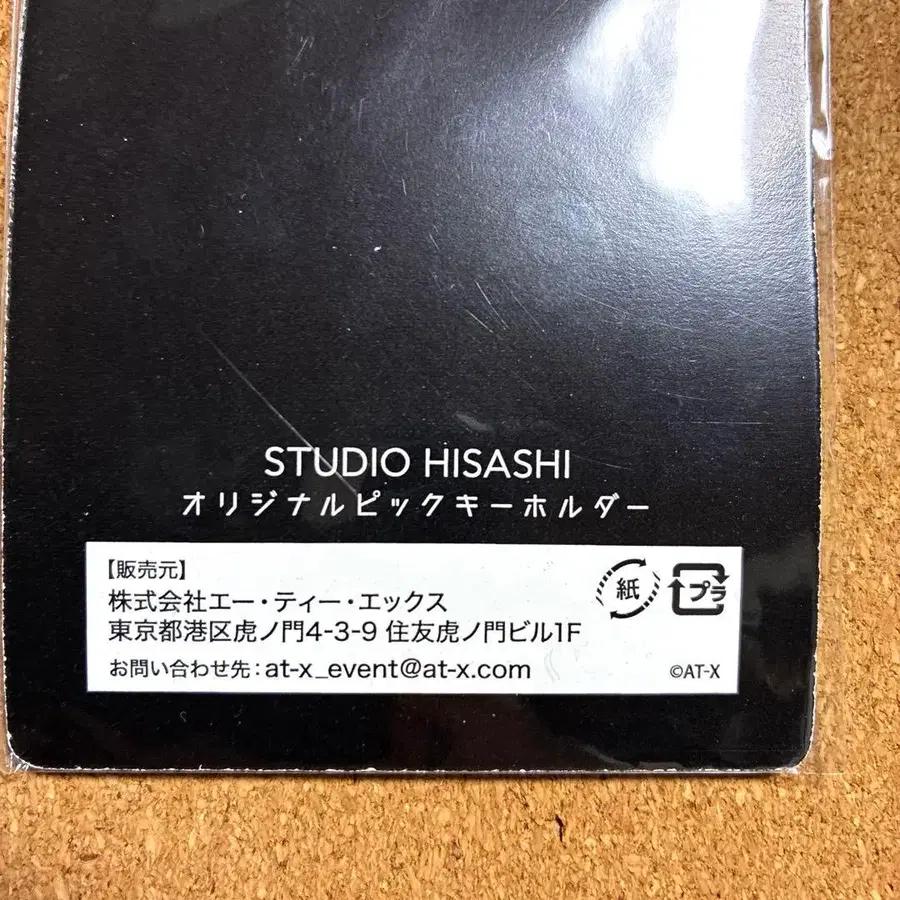 STUDIO HISASHI
オリジナルピックキーホルダー
【販売元】
株式会社エー・ティー・エックス
東京都港区虎ノ門4-3-9 住友虎ノ門ビル1F
お問い合わせ先：at-x_event@at-x.com
紙
プラ
©AT-X